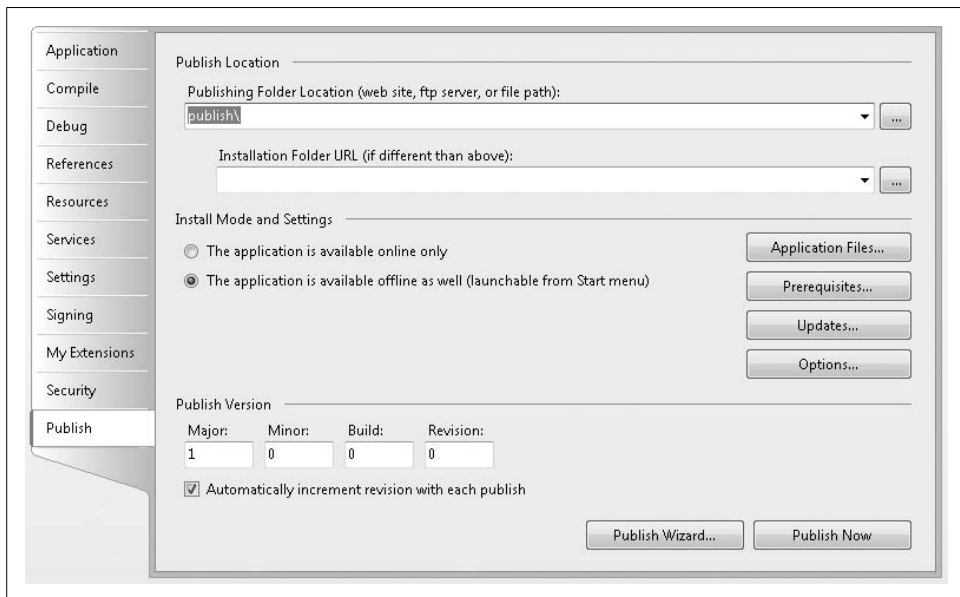 Application
Compile
Debug
References
Resources
Services
Settings
Signing
My Extensions
Security
Publish
Publish Location
Publishing Folder Location (web site, ftp server, or file path):
publish\
...
Installation Folder URL (if different than above):
...
Install Mode and Settings
The application is available online only
The application is available offline as well (launchable from Start menu)
Application Files...
Prerequisites...
Updates...
Options...
Publish Version
Major: Minor: Build: Revision:
1 0 0 0
Automatically increment revision with each publish
Publish Wizard... Publish Now